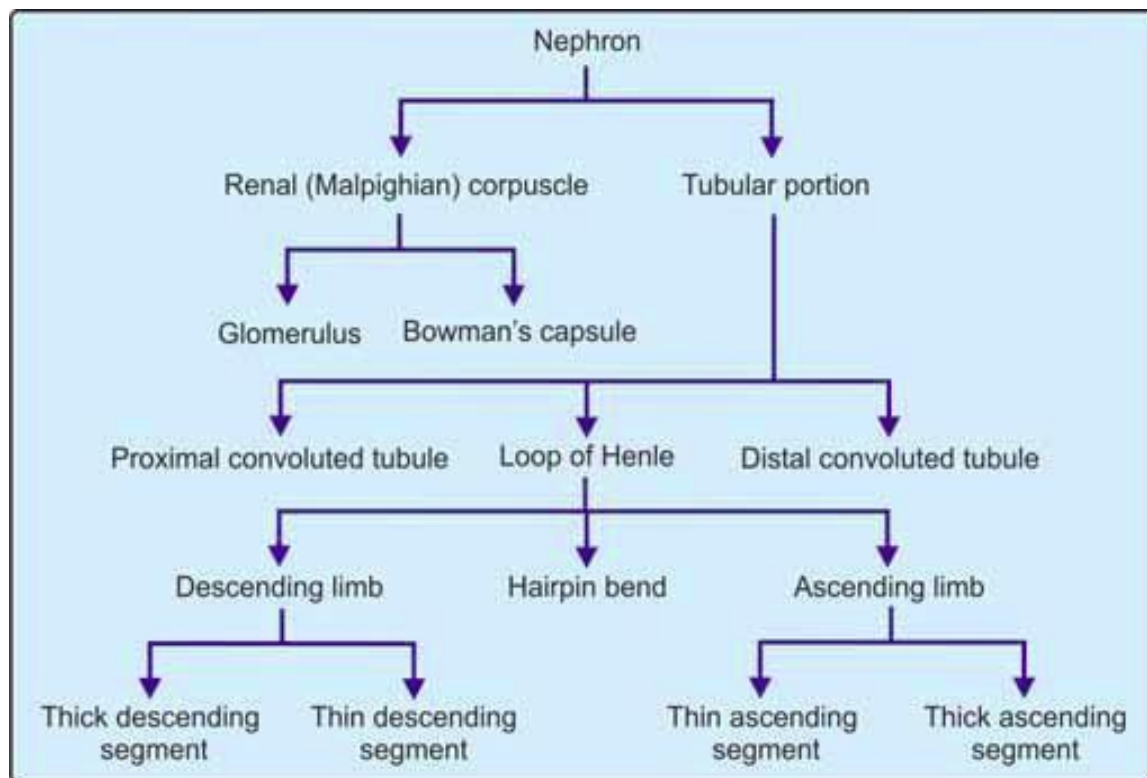 Nephron
Renal (Malpighian) corpuscle
Tubular portion
Glomerulus
Bowman's capsule
Proximal convoluted tubule
Loop of Henle
Distal convoluted tubule
Descending limb
Hairpin bend
Ascending limb
Thick descending
segment
Thin descending
segment
Thin ascending
segment
Thick ascending
segment